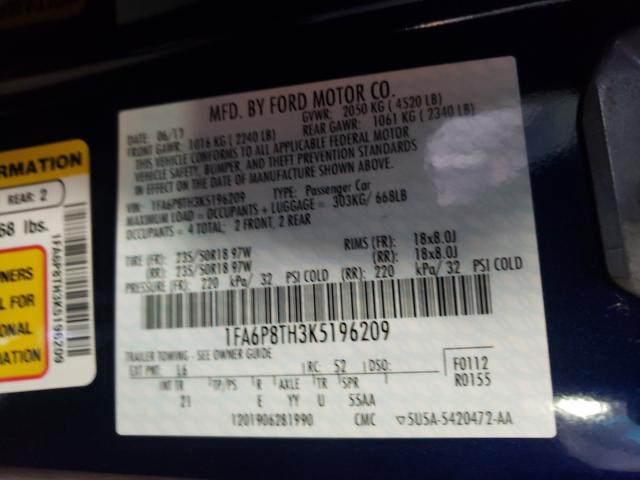 MFD. BY FORD MOTOR CO.
DATE: 06/19
GVWR: 2050 KG ( 4520 LB)
FRONT GAWR: 1016 KG ( 2240 LB)
REAR GAWR: 1061 KG ( 2340 LB)
THIS VEHICLE CONFORMS TO ALL APPLICABLE FEDERAL MOTOR
VEHICLE SAFETY, BUMPER, AND THEFT PREVENTION STANDARDS
IN EFFECT ON THE DATE OF MANUFACTURE SHOWN ABOVE.
VIN: 1FA6P8TH3K5196209 TYPE: Passenger Car
MAXIMUM LOAD = OCCUPANTS + LUGGAGE = 303KG/ 668LB
OCCUPANTS = 4 TOTAL: 2 FRONT, 2 REAR
TIRE (FR): 235/50R18 97W RIMS (FR): 18x8.0J
(RR): 235/50R18 97W (RR): 18x8.0J
PRESSURE (FR): 220 kPa/ 32 PSI COLD (RR): 220 kPa/ 32 PSI COLD
1FA6P8TH3K5196209
TRAILER TOWING - SEE OWNER GUIDE
EXT PNT: L6 RC: 52 DSO: F0112
R0155
INT TR TP/PS R AXLE TR SPR
21 E YY U 55AA
1201906281990 CMC 5U5A-5420472-AA
ORMATION
REAR: 2
68 lbs.
NERS
L FOR
ONAL
MATION
1FA6P8TH3K5196209